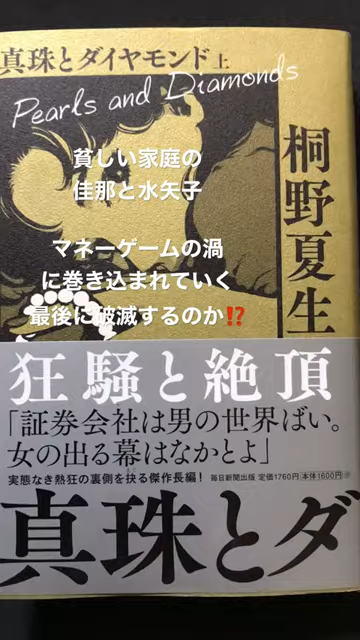 真珠とダイヤモンド 上
Pearls and Diamonds
桐野夏生
貧しい家庭の
佳那と水矢子
マネーゲームの渦
に巻き込まれていく
最後に破滅するのか⁉️
狂騒と絶頂
「証券会社は男の世界ばい。
女の出る幕はなかとよ」
実態なき熱狂の裏側を抉る傑作長編！
毎日新聞出版 定価1760円 本体1600円
真珠とダ